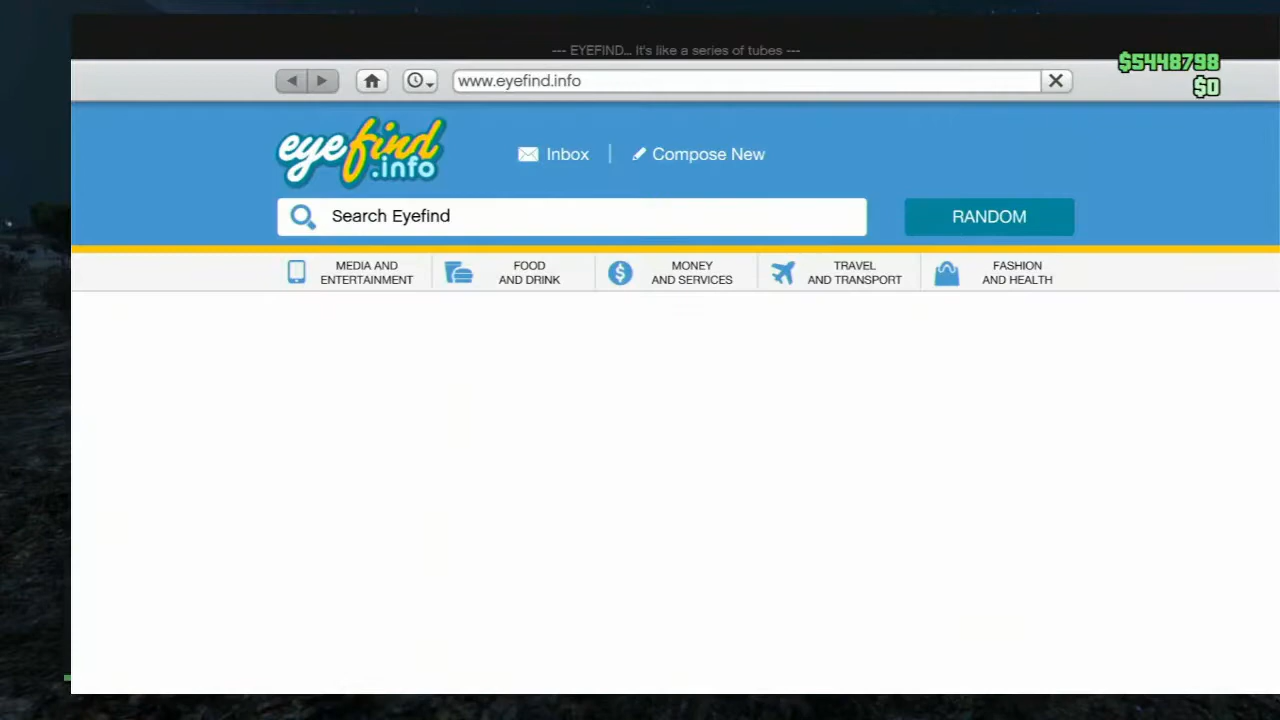 --- EYEFIND... It's like a series of tubes ---
$5448798
www.eyefind.info
$0
eyefind.info
Inbox
Compose New
Search Eyefind
RANDOM
MEDIA AND
ENTERTAINMENT
FOOD
AND DRINK
MONEY
AND SERVICES
TRAVEL
AND TRANSPORT
FASHION
AND HEALTH